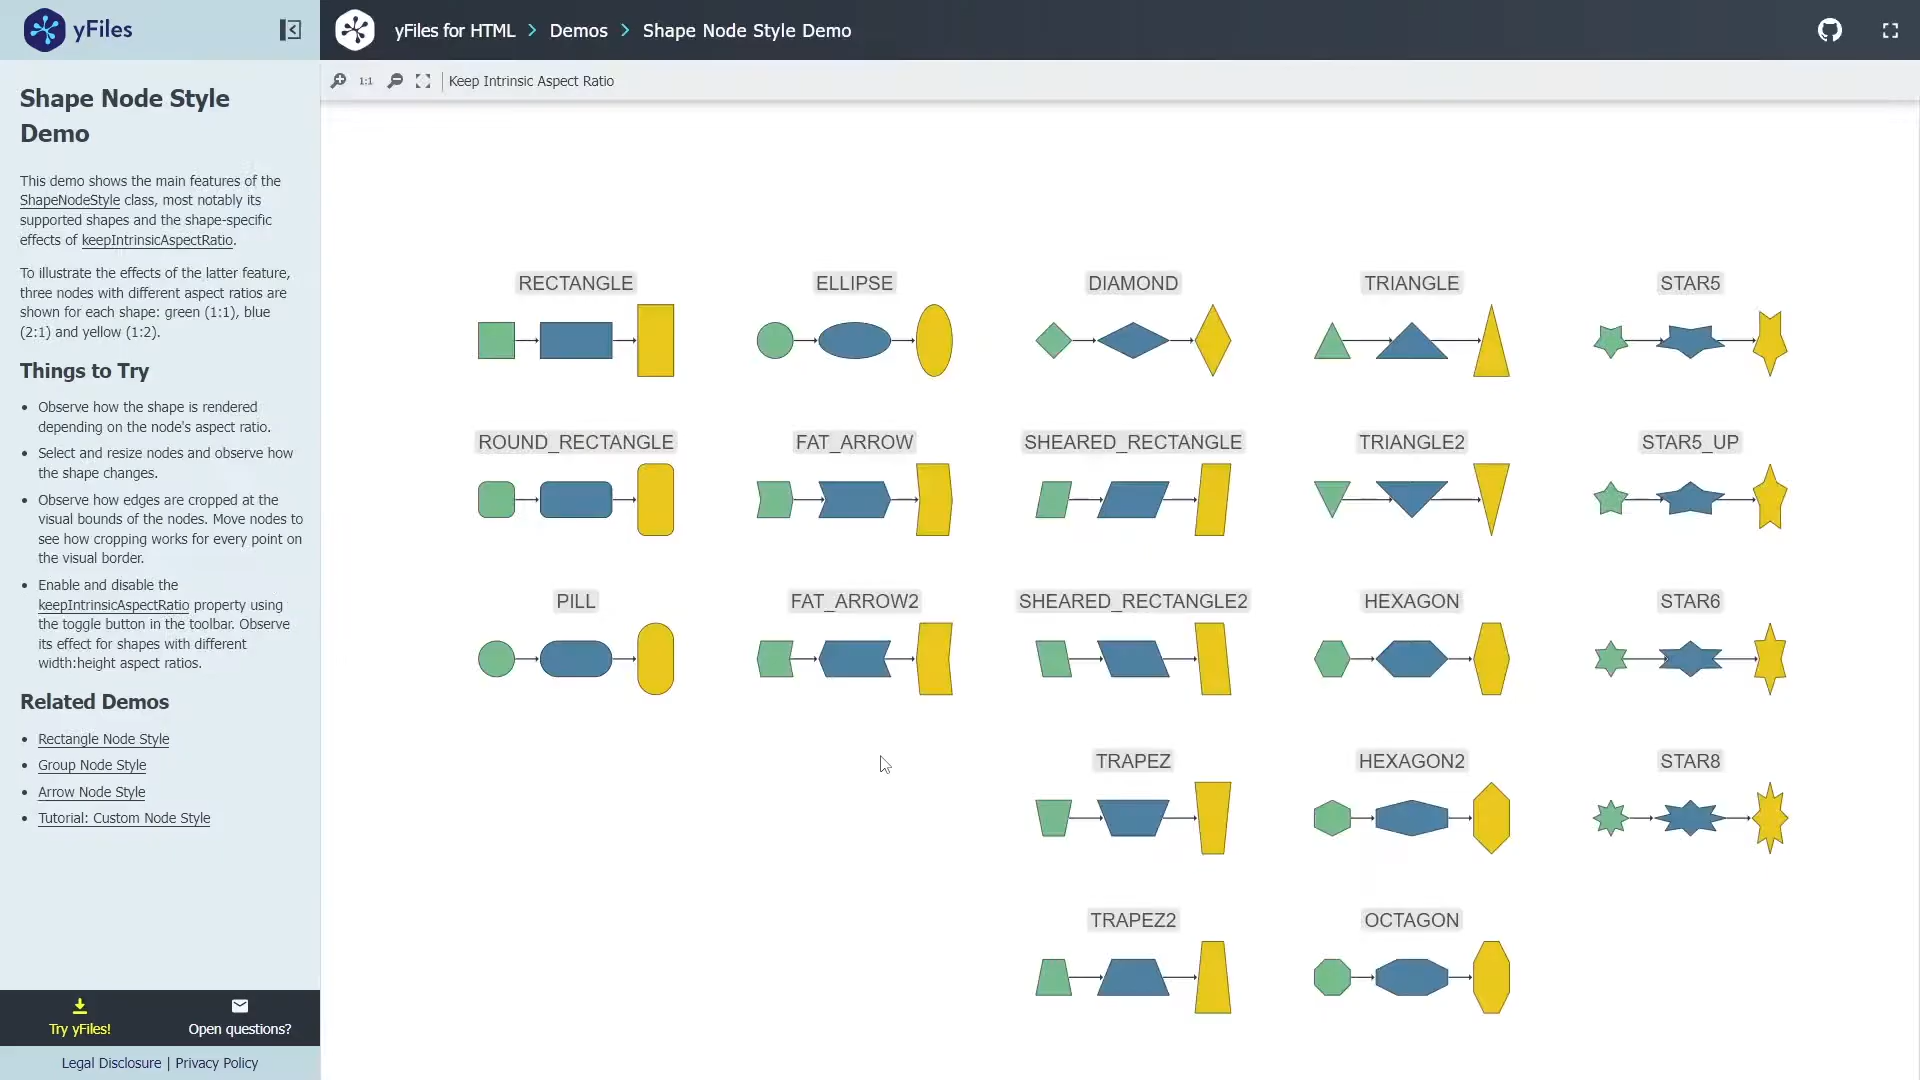 yFiles
yFiles for HTML
Demos
Shape Node Style Demo
1:1
Keep Intrinsic Aspect Ratio
Shape Node Style
Demo
This demo shows the main features of the
ShapeNodeStyle class, most notably its
supported shapes and the shape-specific
effects of keepIntrinsicAspectRatio.
To illustrate the effects of the latter feature,
three nodes with different aspect ratios are
shown for each shape: green (1:1), blue
(2:1) and yellow (1:2).
Things to Try
• Observe how the shape is rendered
depending on the node's aspect ratio.
• Select and resize nodes and observe how
the shape changes.
• Observe how edges are cropped at the
visual bounds of the nodes. Move nodes to
see how cropping works for every point on
the visual border.
• Enable and disable the
keepIntrinsicAspectRatio property using
the toggle button in the toolbar. Observe
its effect for shapes with different
width:height aspect ratios.
Related Demos
• Rectangle Node Style
• Group Node Style
• Arrow Node Style
• Tutorial: Custom Node Style
Try yFiles!
Open questions?
Legal Disclosure | Privacy Policy
RECTANGLE
ELLIPSE
DIAMOND
TRIANGLE
STAR5
ROUND_RECTANGLE
FAT_ARROW
SHEARED_RECTANGLE
TRIANGLE2
STAR5_UP
PILL
FAT_ARROW2
SHEARED_RECTANGLE2
HEXAGON
STAR6
TRAPEZ
HEXAGON2
STAR8
TRAPEZ2
OCTAGON